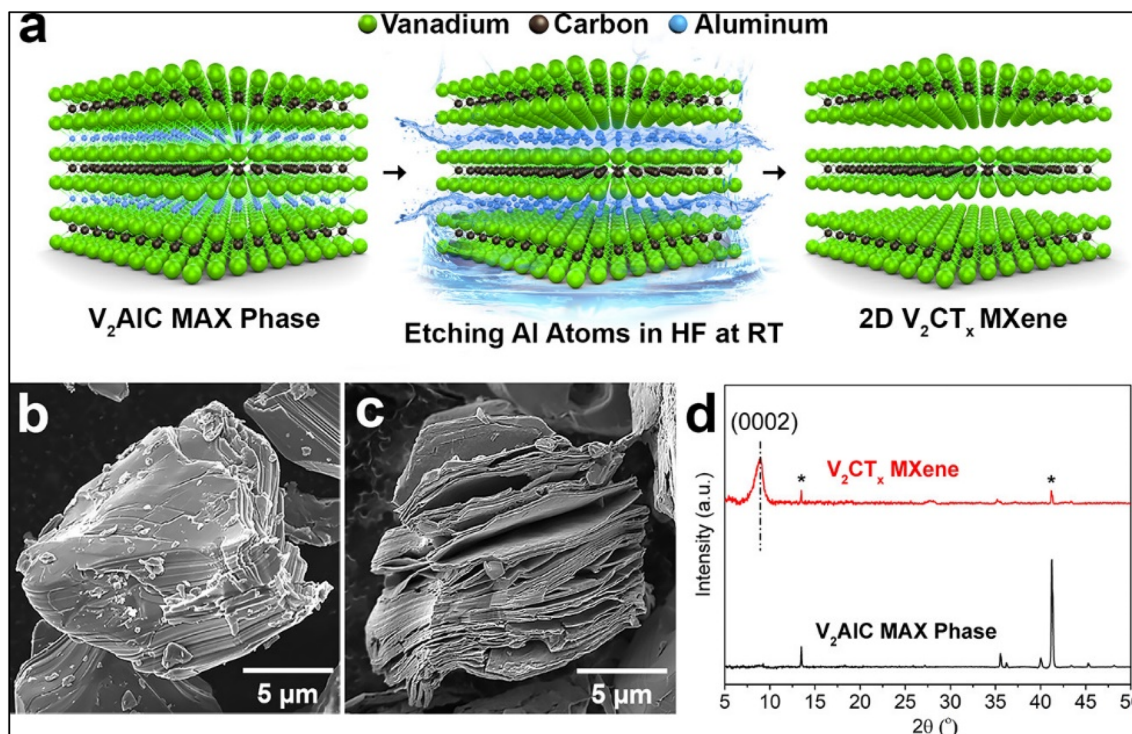 a
Vanadium Carbon Aluminum
V₂AlC MAX Phase
Etching Al Atoms in HF at RT
2D V₂CTₓ MXene
b
5 µm
c
5 µm
d
(0002)
V₂CTₓ MXene
*
*
Intensity (a.u.)
V₂AlC MAX Phase
5 10 15 20 25 30 35 40 45 50
2θ (°)